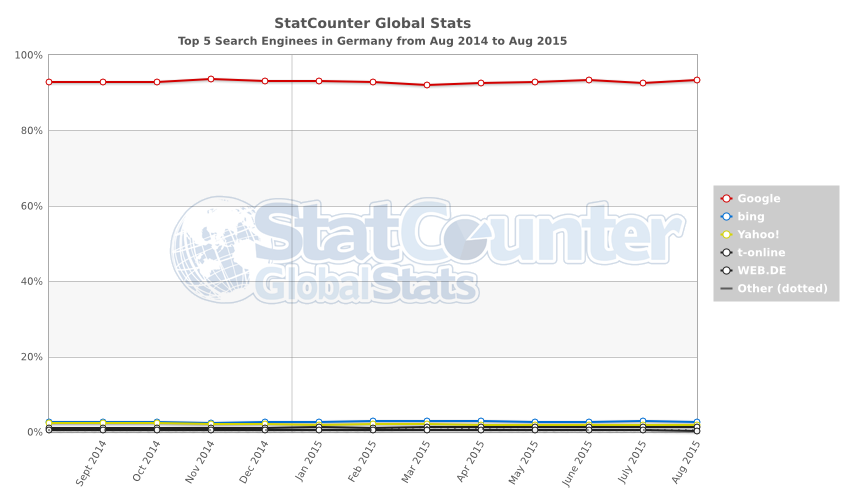 StatCounter Global Stats
Top 5 Search Enginees in Germany from Aug 2014 to Aug 2015
100%
80%
60%
40%
20%
0%
StatCounter
GlobalStats
Sept 2014
Oct 2014
Nov 2014
Dec 2014
Jan 2015
Feb 2015
Mar 2015
Apr 2015
May 2015
June 2015
July 2015
Aug 2015
Google
bing
Yahoo!
t-online
WEB.DE
Other (dotted)